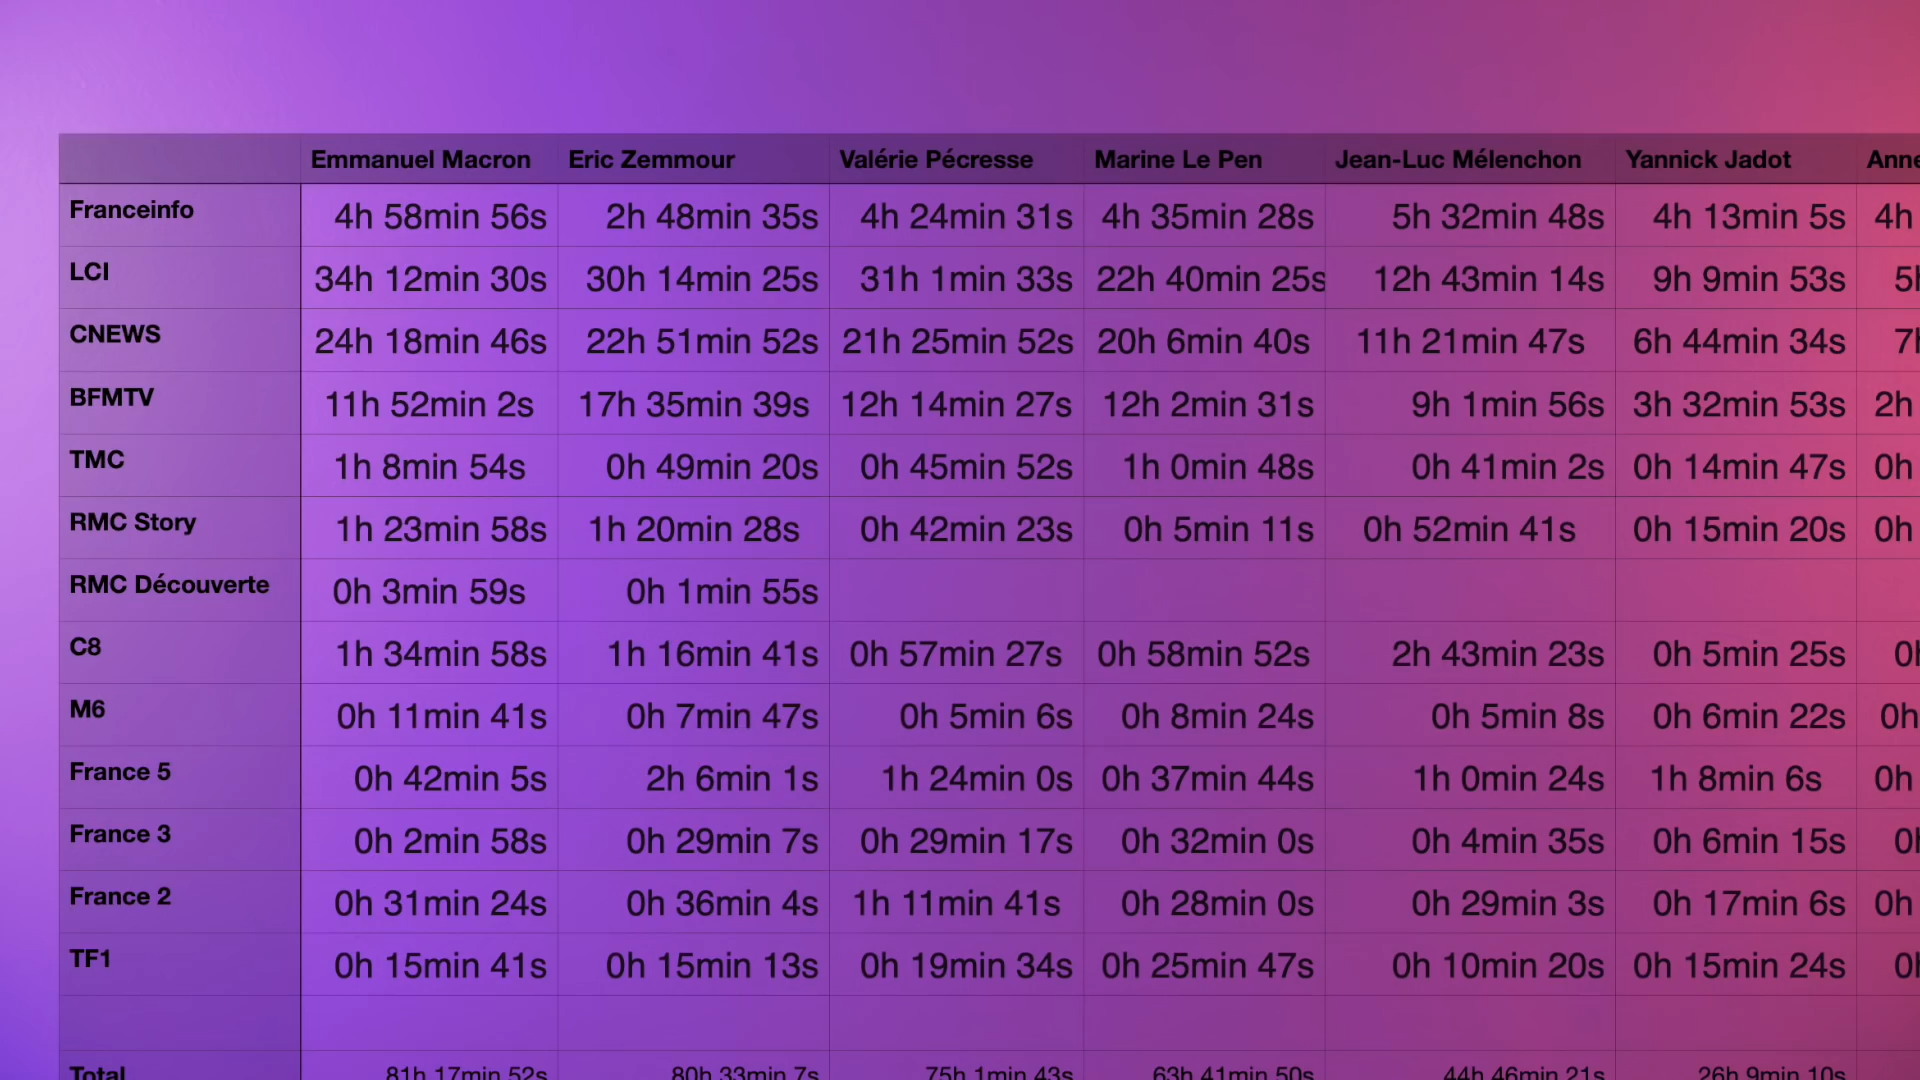 Emmanuel Macron Eric Zemmour Valérie Pécresse Marine Le Pen Jean-Luc Mélenchon Yannick Jadot Anne
Franceinfo 4h 58min 56s 2h 48min 35s 4h 24min 31s 4h 35min 28s 5h 32min 48s 4h 13min 5s 4h
LCI 34h 12min 30s 30h 14min 25s 31h 1min 33s 22h 40min 25s 12h 43min 14s 9h 9min 53s 5h
CNEWS 24h 18min 46s 22h 51min 52s 21h 25min 52s 20h 6min 40s 11h 21min 47s 6h 44min 34s 7h
BFMTV 11h 52min 2s 17h 35min 39s 12h 14min 27s 12h 2min 31s 9h 1min 56s 3h 32min 53s 2h
TMC 1h 8min 54s 0h 49min 20s 0h 45min 52s 1h 0min 48s 0h 41min 2s 0h 14min 47s 0h
RMC Story 1h 23min 58s 1h 20min 28s 0h 42min 23s 0h 5min 11s 0h 52min 41s 0h 15min 20s 0h
RMC Découverte 0h 3min 59s 0h 1min 55s
C8 1h 34min 58s 1h 16min 41s 0h 57min 27s 0h 58min 52s 2h 43min 23s 0h 5min 25s 0h
M6 0h 11min 41s 0h 7min 47s 0h 5min 6s 0h 8min 24s 0h 5min 8s 0h 6min 22s 0h
France 5 0h 42min 5s 2h 6min 1s 1h 24min 0s 0h 37min 44s 1h 0min 24s 1h 8min 6s 0h
France 3 0h 2min 58s 0h 29min 7s 0h 29min 17s 0h 32min 0s 0h 4min 35s 0h 6min 15s 0h
France 2 0h 31min 24s 0h 36min 4s 1h 11min 41s 0h 28min 0s 0h 29min 3s 0h 17min 6s 0h
TF1 0h 15min 41s 0h 15min 13s 0h 19min 34s 0h 25min 47s 0h 10min 20s 0h 15min 24s 0h
Total 81h 17min 52s 80h 33min 7s 75h 1min 43s 63h 41min 50s 44h 46min 21s 26h 9min 10s